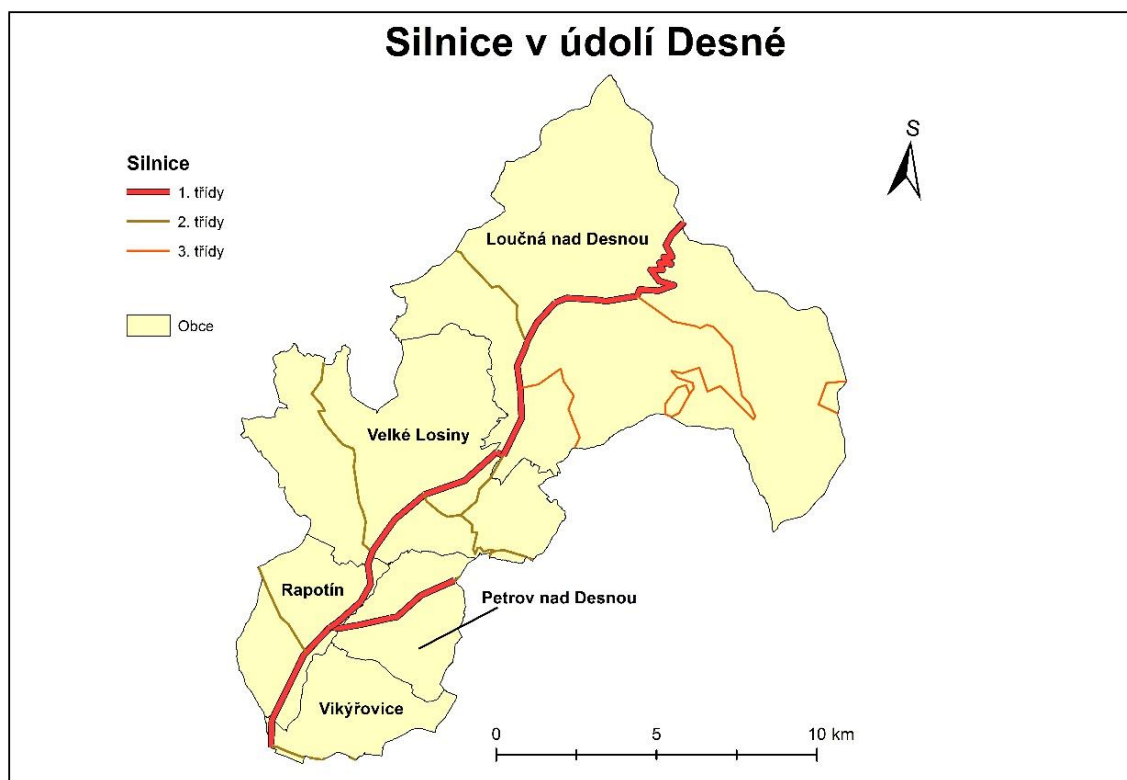 Silnice v údolí Desné
S
Silnice
1. třídy
2. třídy
3. třídy
Obce
Loučná nad Desnou
Velké Losiny
Rapotín
Petrov nad Desnou
Vikýřovice
0 5 10 km